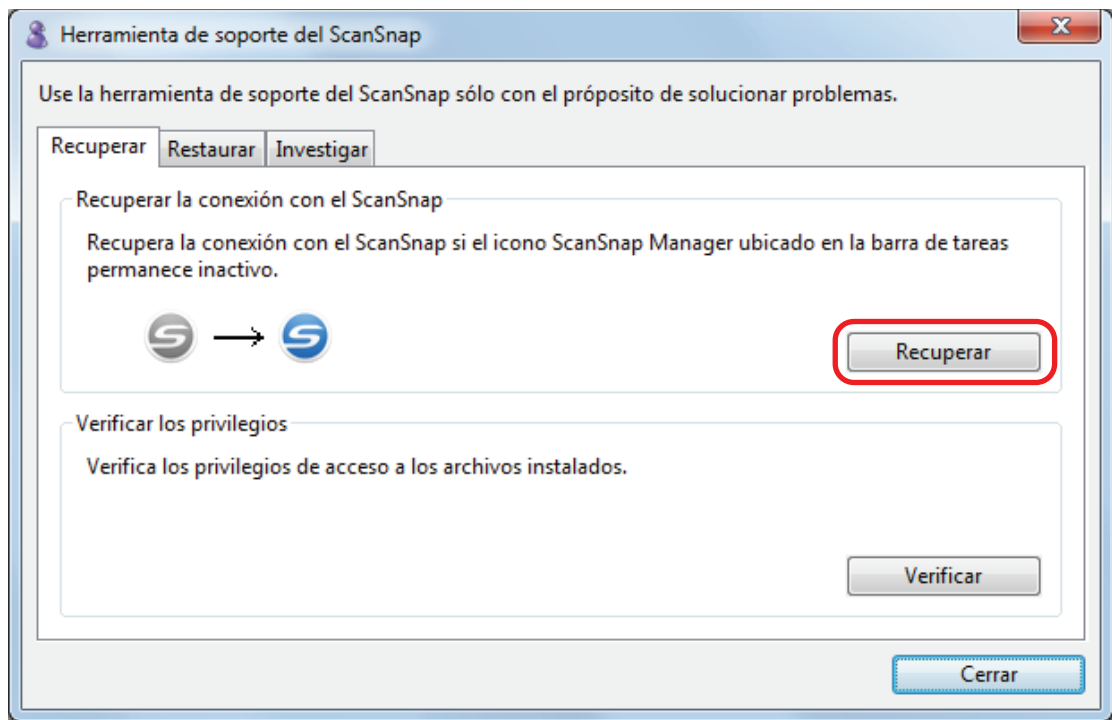 Herramienta de soporte del ScanSnap
Use la herramienta de soporte del ScanSnap sólo con el próposito de solucionar problemas.
Recuperar Restaurar Investigar
Recuperar la conexión con el ScanSnap
Recupera la conexión con el ScanSnap si el icono ScanSnap Manager ubicado en la barra de tareas
permanece inactivo.
Recuperar
Verificar los privilegios
Verifica los privilegios de acceso a los archivos instalados.
Verificar
Cerrar